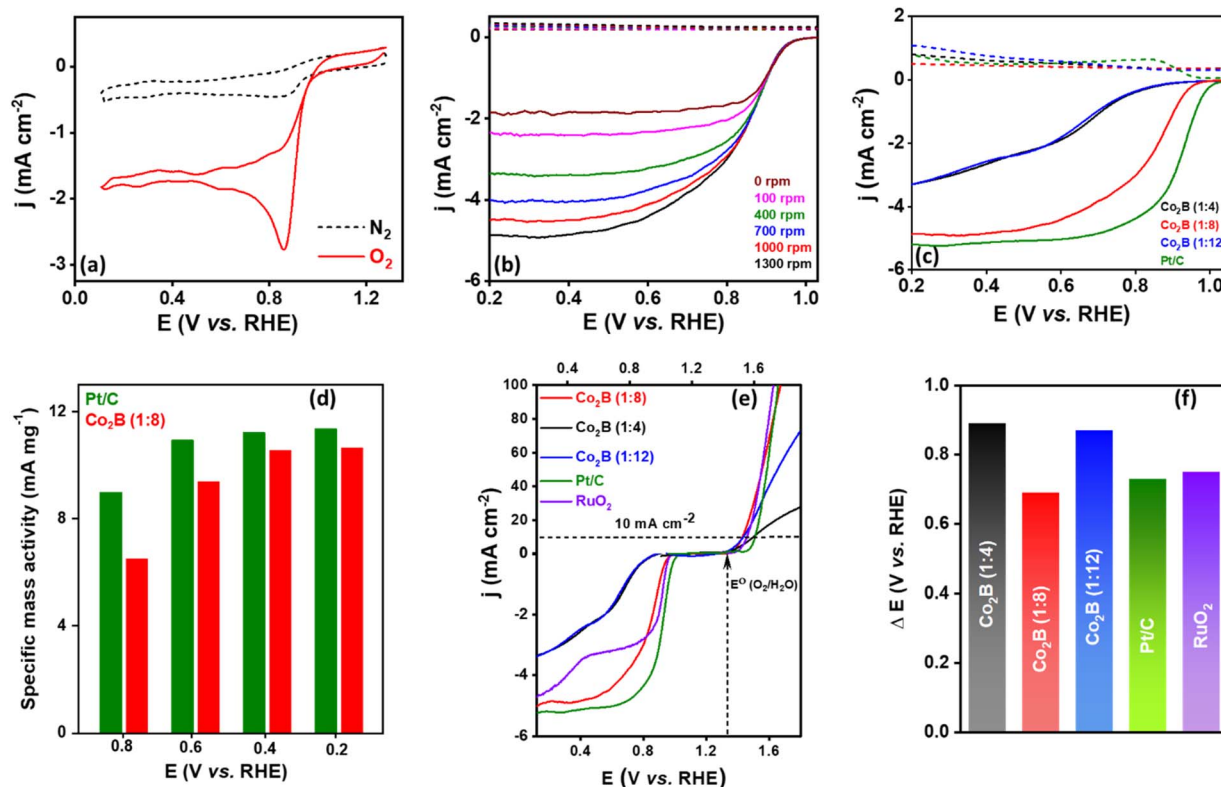 0
-1
-2
-3
j (mA cm-2)
N2
O2
(a)
0.0
0.4
0.8
1.2
E (V vs. RHE)
0
-2
-4
-6
j (mA cm-2)
0 rpm
100 rpm
400 rpm
700 rpm
1000 rpm
1300 rpm
(b)
0.2 0.4 0.6 0.8 1.0
E (V vs. RHE)
2
0
-2
-4
-6
j (mA cm-2)
Co2B (1:4)
Co2B (1:8)
Co2B (1:12)
Pt/C
(c)
0.2 0.4 0.6 0.8 1.0
E (V vs. RHE)
Pt/C
Co2B (1:8)
(d)
12
9
6
3
0
Specific mass activity (mA mg-1)
0.8 0.6 0.4 0.2
E (V vs. RHE)
0.4 0.8 1.2 1.6
100
80
60
40
20
0
-2
-4
-6
j (mA cm-2)
(e)
Co2B (1:8)
Co2B (1:4)
Co2B (1:12)
Pt/C
RuO2
10 mA cm-2
EO (O2/H2O)
0.4 0.8 1.2 1.6
E (V vs. RHE)
(f)
1.0
0.8
0.6
0.4
0.2
0.0
Δ E (V vs. RHE)
Co2B (1:4)
Co2B (1:8)
Co2B (1:12)
Pt/C
RuO2